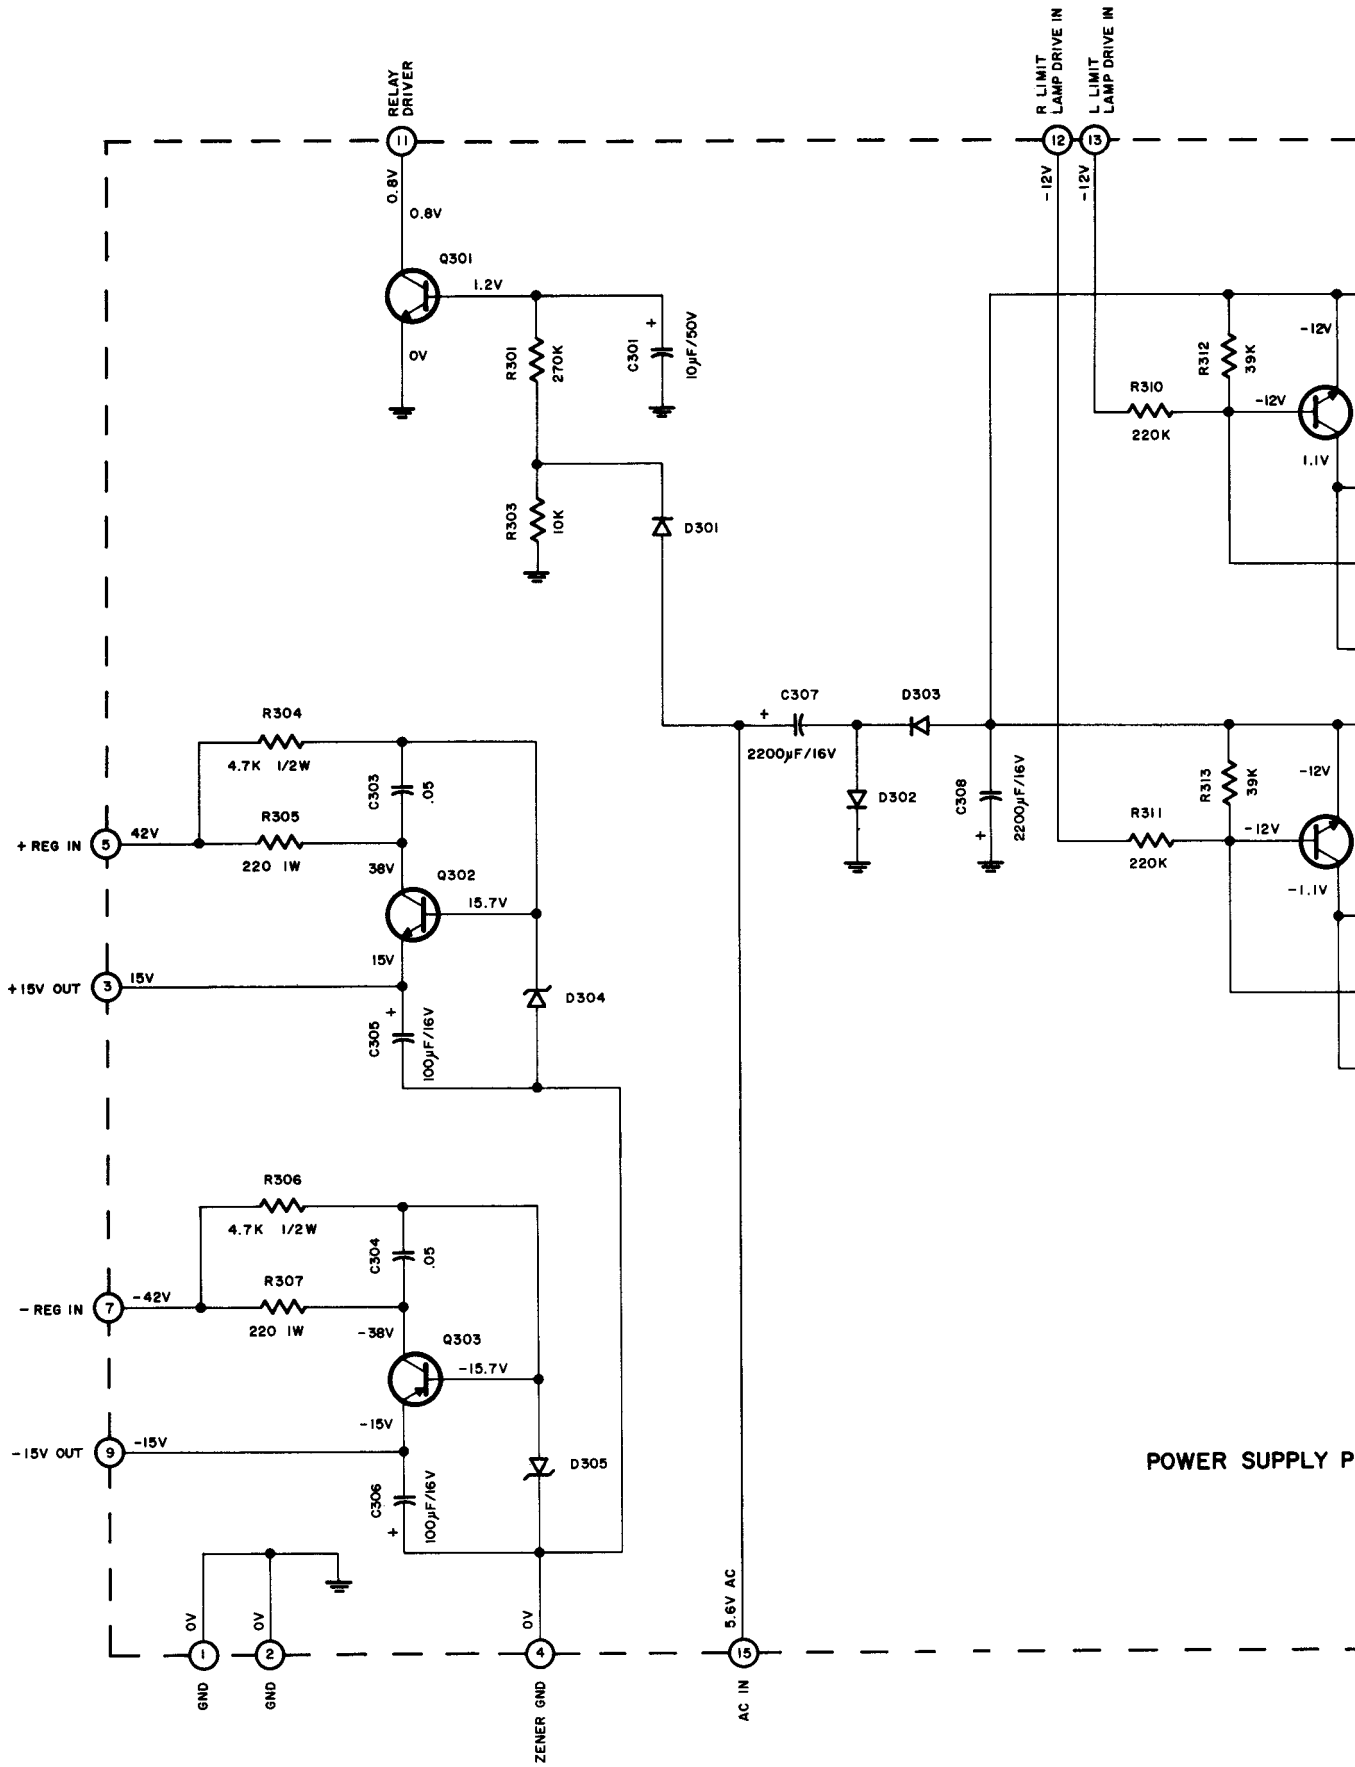 R LIMIT
LAMP DRIVE IN
L LIMIT
LAMP DRIVE IN
RELAY
DRIVER
11
12
13
0.8V
-12V
-12V
0.8V
Q301
1.2V
0V
R301
270K
+
C301
10µF/50V
R312
39K
-12V
R310
220K
-12V
1.1V
R303
10K
D301
R304
4.7K 1/2W
C303
.05
+
C307
2200µF/16V
D303
D302
C308
+
2200µF/16V
R313
39K
-12V
R311
220K
-12V
-1.1V
+ REG IN
5
42V
R305
220 1W
38V
Q302
15.7V
15V
+15V OUT
3
15V
+
C305
100µF/16V
D304
R306
4.7K 1/2W
C304
.05
- REG IN
7
-42V
R307
220 1W
-38V
Q303
-15.7V
-15V
-15V OUT
9
-15V
C306
+
100µF/16V
D305
POWER SUPPLY P
0V
0V
0V
5.6V AC
1
2
4
15
GND
GND
ZENER GND
AC IN